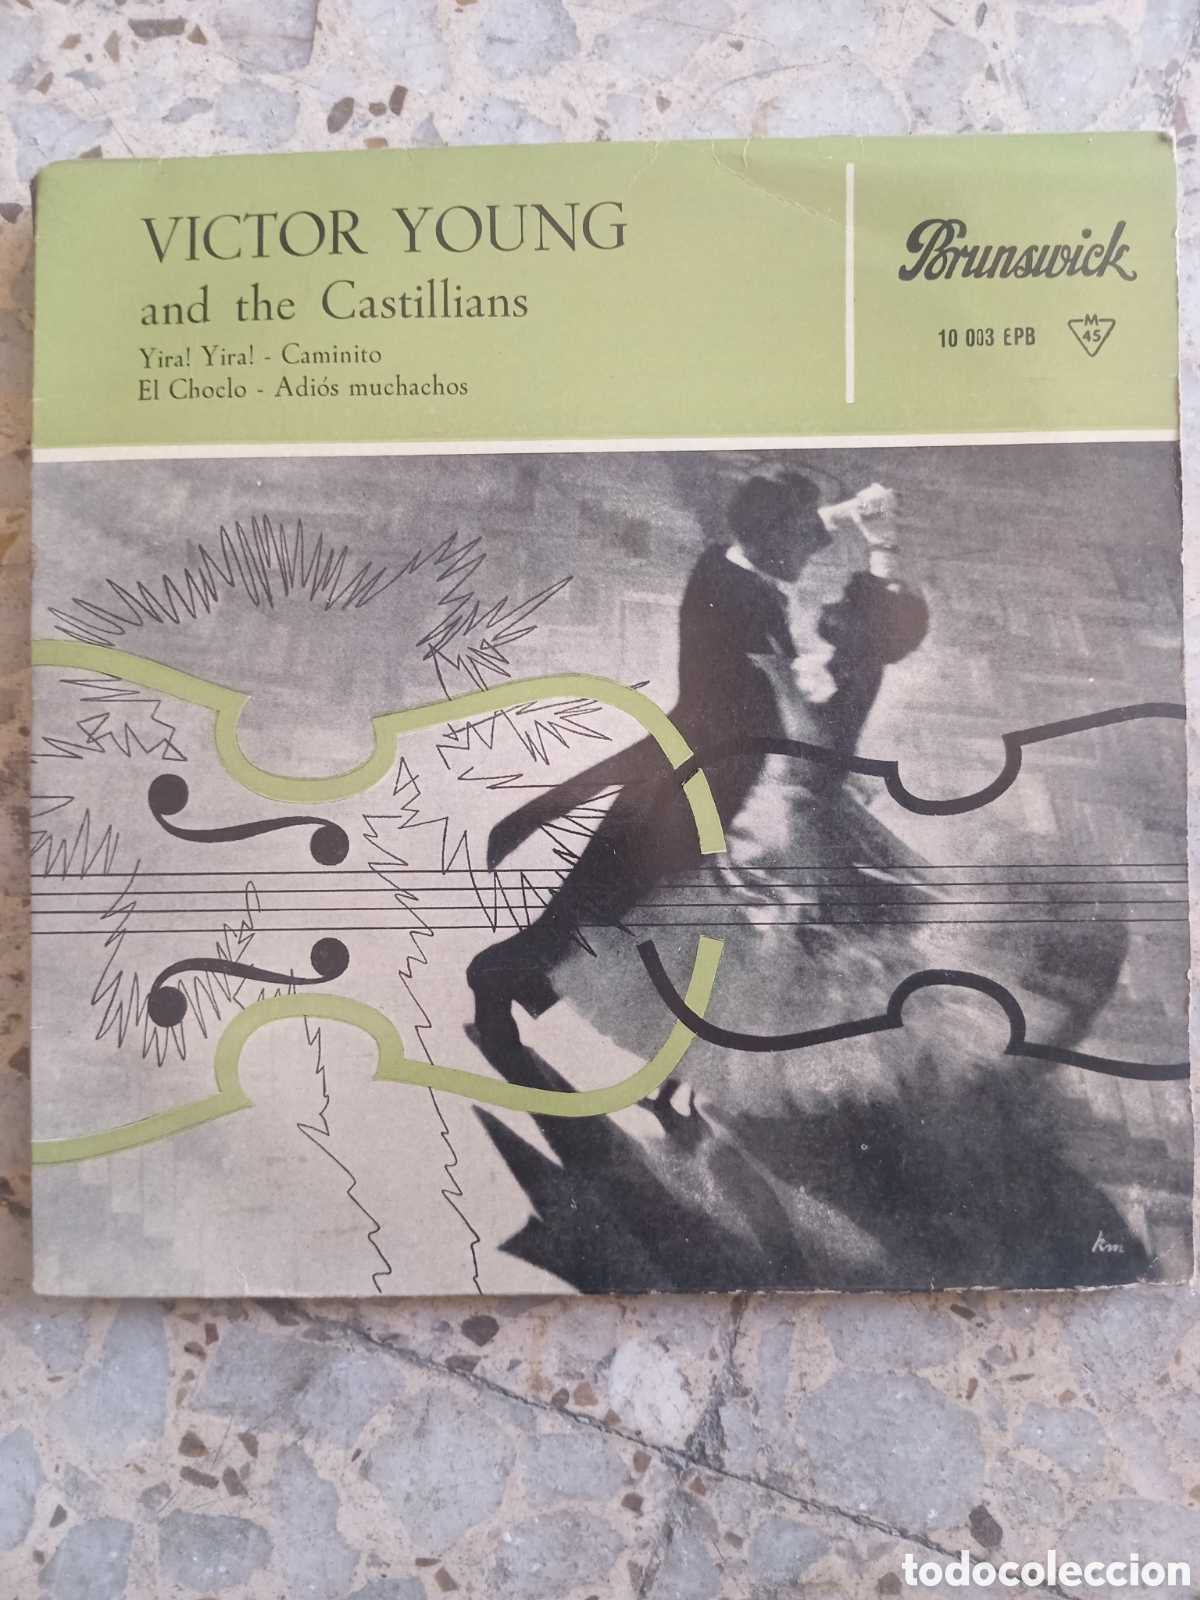 VICTOR YOUNG
and the Castillians
Yira! Yira! - Caminito
El Choclo - Adiós muchachos
Brunswick
10 003 EPB
M
45
km
todocoleccion